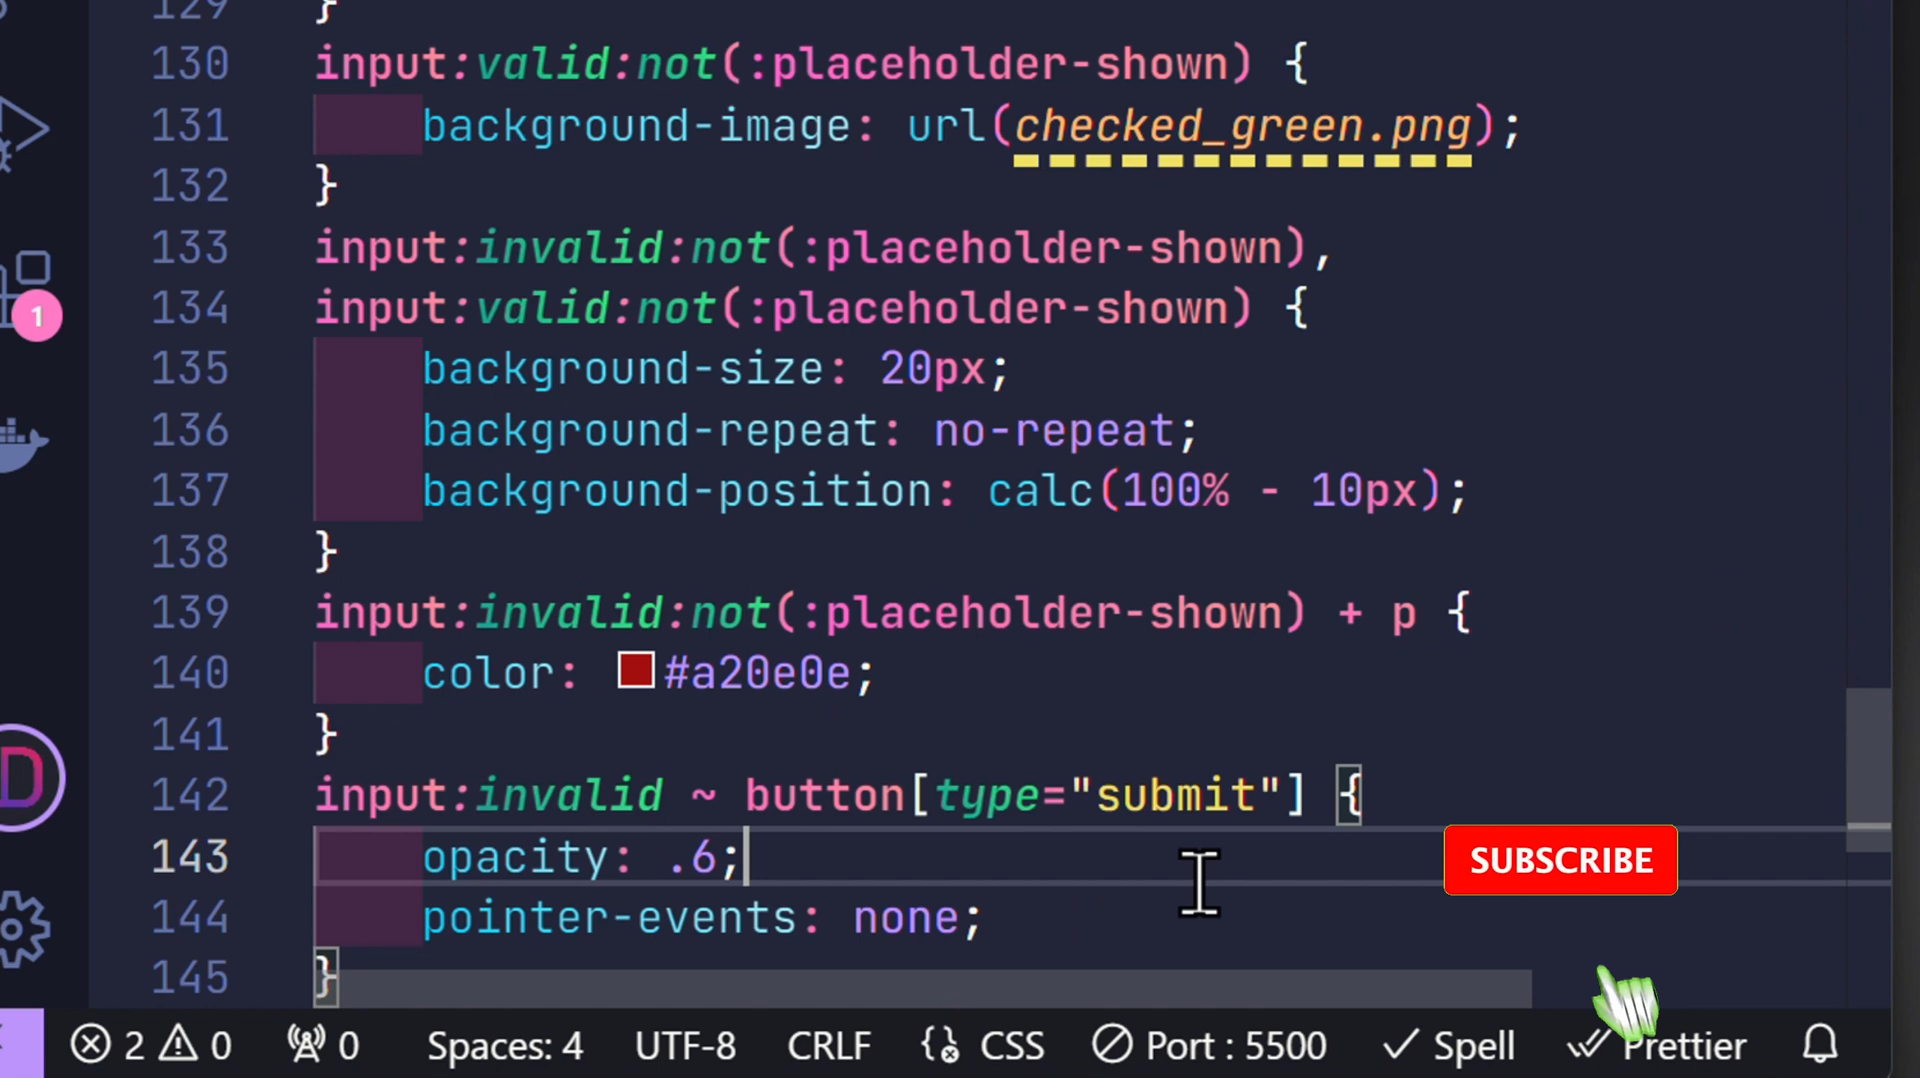 129 }
130 input:valid:not(:placeholder-shown) {
131 background-image: url(checked_green.png);
132 }
133 input:invalid:not(:placeholder-shown),
134 input:valid:not(:placeholder-shown) {
135 background-size: 20px;
136 background-repeat: no-repeat;
137 background-position: calc(100% - 10px);
138 }
139 input:invalid:not(:placeholder-shown) + p {
1
140 color: #a20e0e;
141 }
142 input:invalid ~ button[type="submit"] {
D
143 opacity: .6;
SUBSCRIBE
144 pointer-events: none;
145 }
2 0 0 Spaces: 4 UTF-8 CRLF CSS Port : 5500 Spell Prettier